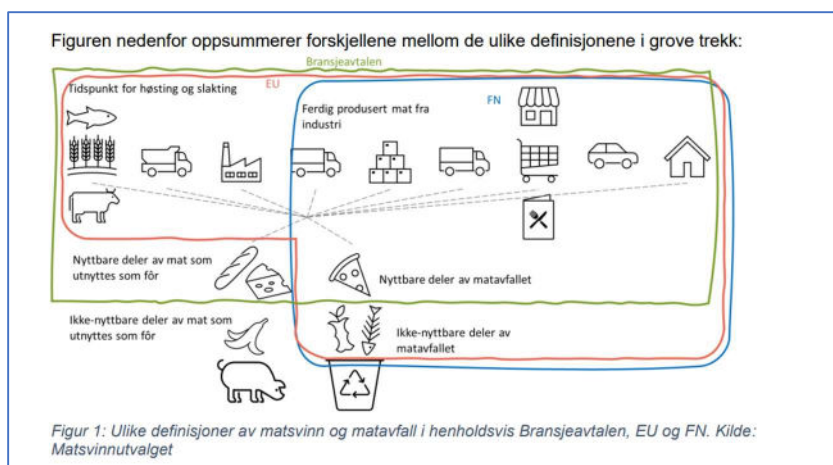 Figuren nedenfor oppsummerer forskjellene mellom de ulike definisjonene i grove trekk:
Bransjeavtalen
EU
Tidspunkt for høsting og slakting
FN
Ferdig produsert mat fra
industri
Nyttbare deler av mat som
utnyttes som fôr
Nyttbare deler av matavfallet
Ikke-nyttbare deler av mat som
utnyttes som fôr
Ikke-nyttbare deler av
matavfallet
Figur 1: Ulike definisjoner av matsvinn og matavfall i henholdsvis Bransjeavtalen, EU og FN. Kilde:
Matsvinnutvalget